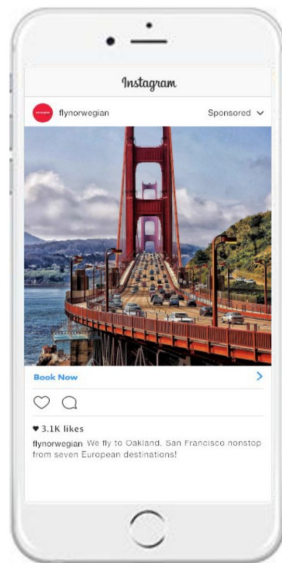 Instagram
flynorwegian Sponsored
Book Now
3.1K likes
flynorwegian We fly to Oakland, San Francisco nonstop
from seven European destinations!